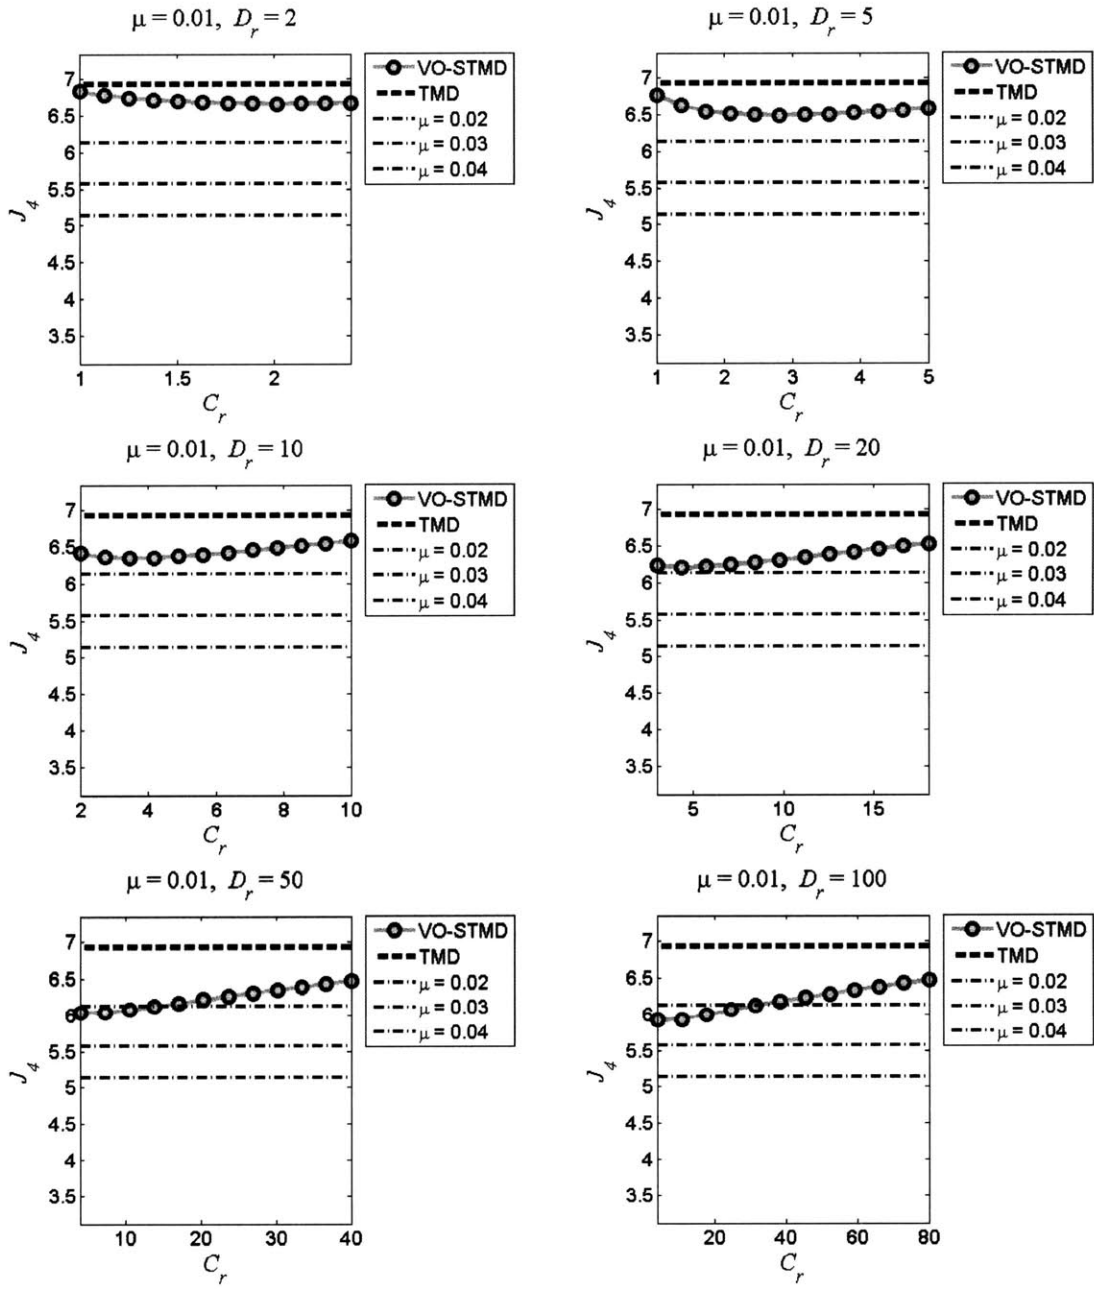 μ = 0.01, D_r = 2
7
6.5
6
5.5
5
4.5
4
3.5
J_4
1
1.5
2
C_r
VO-STMD
TMD
μ = 0.02
μ = 0.03
μ = 0.04
μ = 0.01, D_r = 5
7
6.5
6
5.5
5
4.5
4
3.5
J_4
1
2
3
4
5
C_r
VO-STMD
TMD
μ = 0.02
μ = 0.03
μ = 0.04
μ = 0.01, D_r = 10
7
6.5
6
5.5
5
4.5
4
3.5
J_4
2
4
6
8
10
C_r
VO-STMD
TMD
μ = 0.02
μ = 0.03
μ = 0.04
μ = 0.01, D_r = 20
7
6.5
6
5.5
5
4.5
4
3.5
J_4
5
10
15
C_r
VO-STMD
TMD
μ = 0.02
μ = 0.03
μ = 0.04
μ = 0.01, D_r = 50
7
6.5
6
5.5
5
4.5
4
3.5
J_4
10
20
30
40
C_r
VO-STMD
TMD
μ = 0.02
μ = 0.03
μ = 0.04
μ = 0.01, D_r = 100
7
6.5
6
5.5
5
4.5
4
3.5
J_4
20
40
60
80
C_r
VO-STMD
TMD
μ = 0.02
μ = 0.03
μ = 0.04